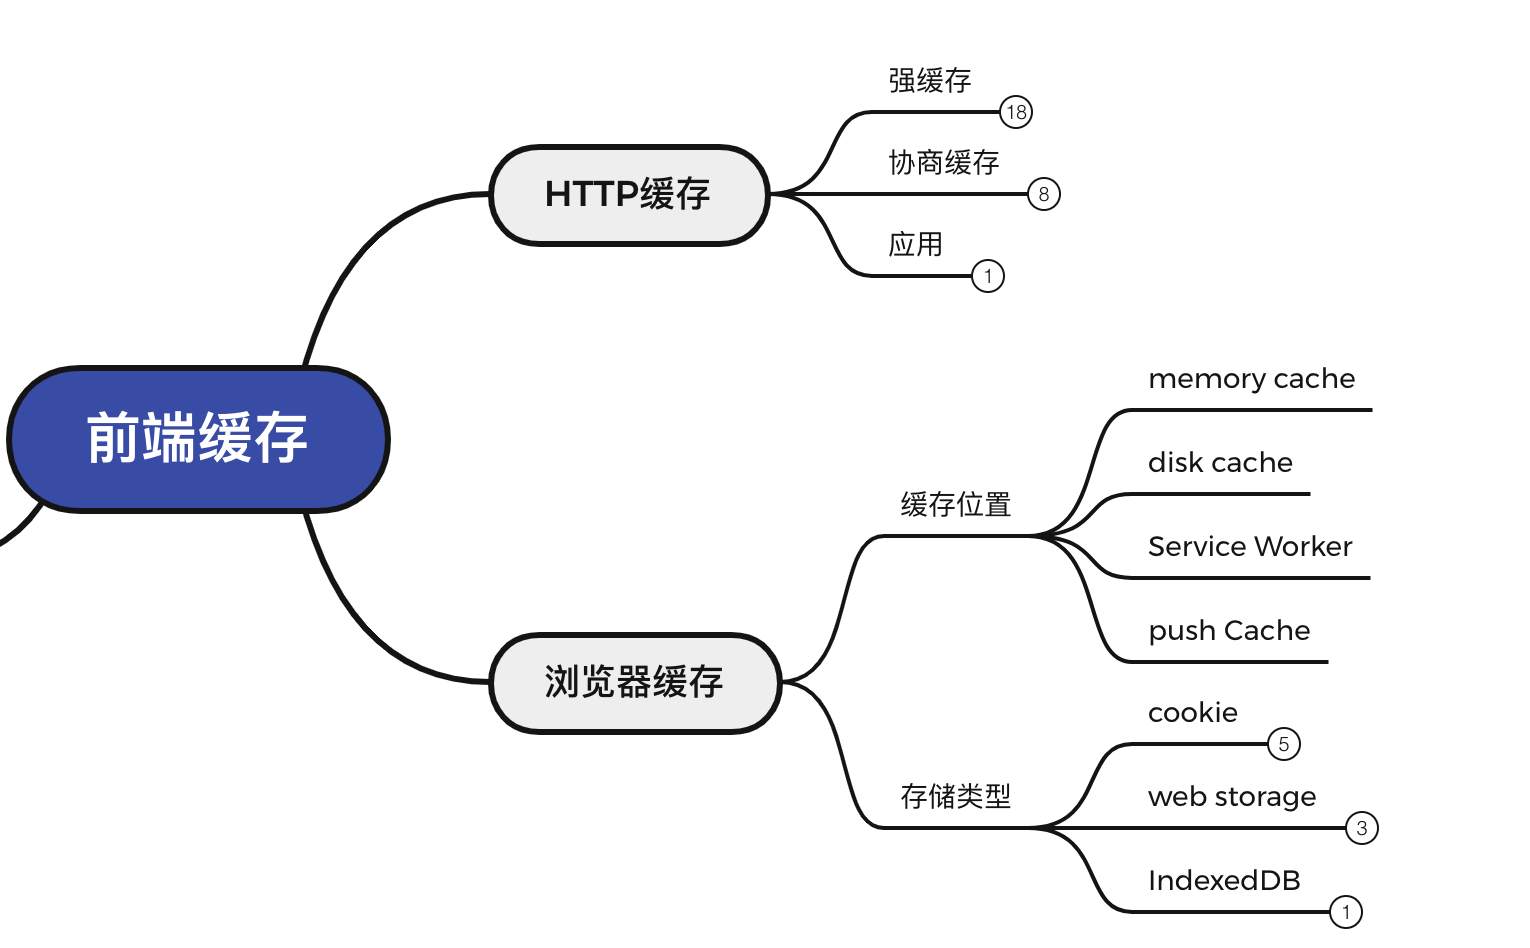 强缓存
18
协商缓存
8
HTTP缓存
应用
1
前端缓存
memory cache
disk cache
缓存位置
Service Worker
push Cache
浏览器缓存
cookie
5
存储类型
web storage
3
IndexedDB
1